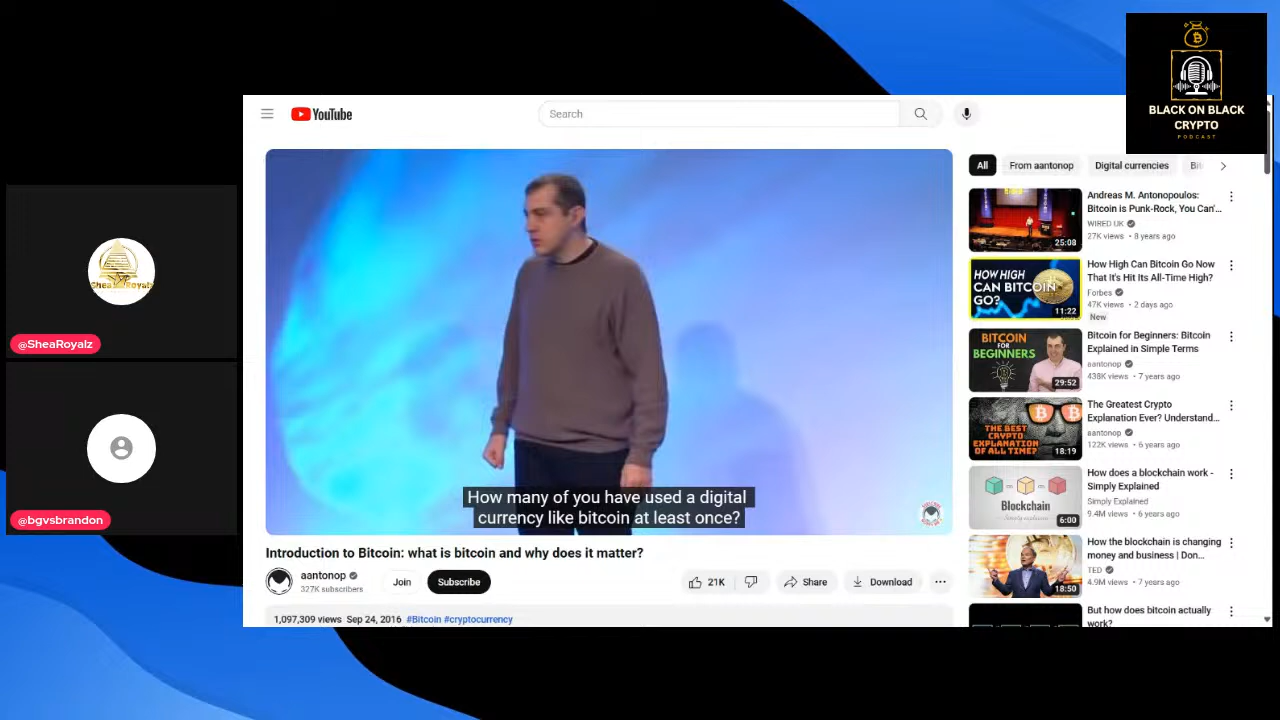 BLACK ON BLACK
CRYPTO
PODCAST
YouTube
Search
All
From aantonop
Digital currencies
How many of you have used a digital
currency like bitcoin at least once?
Introduction to Bitcoin: what is bitcoin and why does it matter?
aantonop
327K subscribers
Join
Subscribe
21K
Share
Download
1,097,309 views Sep 24, 2016 #Bitcoin #cryptocurrency
25:08
Andreas M. Antonopoulos:
Bitcoin is Punk-Rock, You Can'...
WIRED UK
27K views • 8 years ago
HOW HIGH
CAN BITCOIN
GO?
11:22
How High Can Bitcoin Go Now
That It's Hit Its All-Time High?
Forbes
47K views • 2 days ago
New
BITCOIN
FOR
BEGINNERS
29:52
Bitcoin for Beginners: Bitcoin
Explained in Simple Terms
aantonop
438K views • 7 years ago
THE BEST
CRYPTO
EXPLANATION
OF ALL TIME?
18:19
The Greatest Crypto
Explanation Ever? Understand...
aantonop
122K views • 6 years ago
Blockchain
6:00
How does a blockchain work -
Simply Explained
Simply Explained
9.4M views • 6 years ago
18:50
How the blockchain is changing
money and business | Don...
TED
4.9M views • 7 years ago
But how does bitcoin actually
work?
SheaRoyalz
@SheaRoyalz
@bgvsbrandon